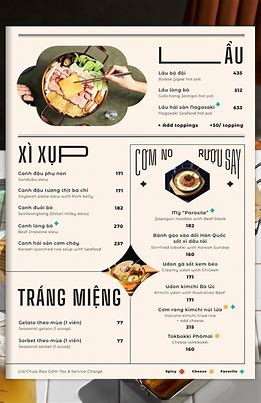 LẨU
Lẩu bộ đội 435
Budae jjigae hot pot
Lẩu lòng bò 512
Gobchang Jeongol hot pot
Lẩu hải sản Nagasaki 633
Nagasaki Seafood hot pot
+ Add toppings +50/ topping
XÌ XỤP
Canh đậu phụ non 171
Sundubu stew
Canh đậu tương thịt ba chỉ 171
Soybean paste stew with Pork belly
Canh đuôi bò 182
Seolleongtang (Gebal milky stew)
Canh lòng bò 270
Beef intestine stew
Canh hải sản cơm cháy 237
Korean scorched rice soup with Seafood
CƠM NO RƯỢU SAY
Mỳ "Parasite"
Jjapaguri noodles with Beef Steak
182
Bánh gạo xào dồi Hàn Quốc
sốt xì dầu tỏi
Stir-fried tokbokki with Korean Sundae
160
Udon gà sốt kem béo
Creamy udon with Chicken
171
Udon kimchi Bò Úc
Kimchi udon with Australian Beef
171
Cơm rang kimchi núi lửa
Volcano kimchi fried rice
+ add cheese
215
Tokbokki Phômai
Cheese tokbokki
160
TRÁNG MIỆNG
Gelato theo mùa (1 viên) 77
Seasonal gelato (1 scoop)
Sorbet theo mùa (1 viên) 77
Seasonal sorbet (1 scoop)
Giá Chưa Bao Gồm Tax & Service Charge
Spicy Cheese Favorite